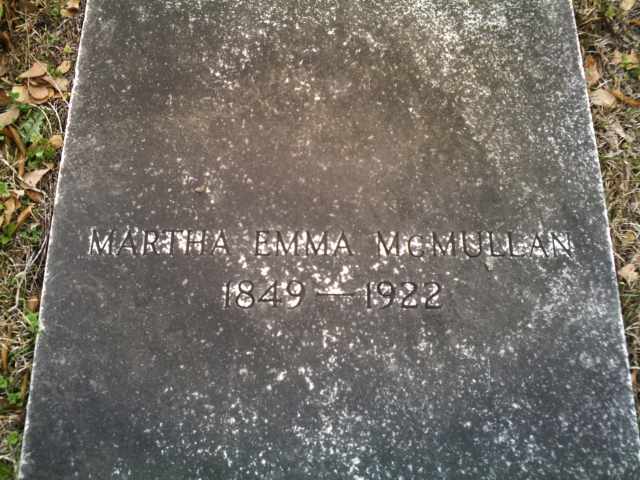 MARTHA EMMA McMULLAN
1849 — 1922